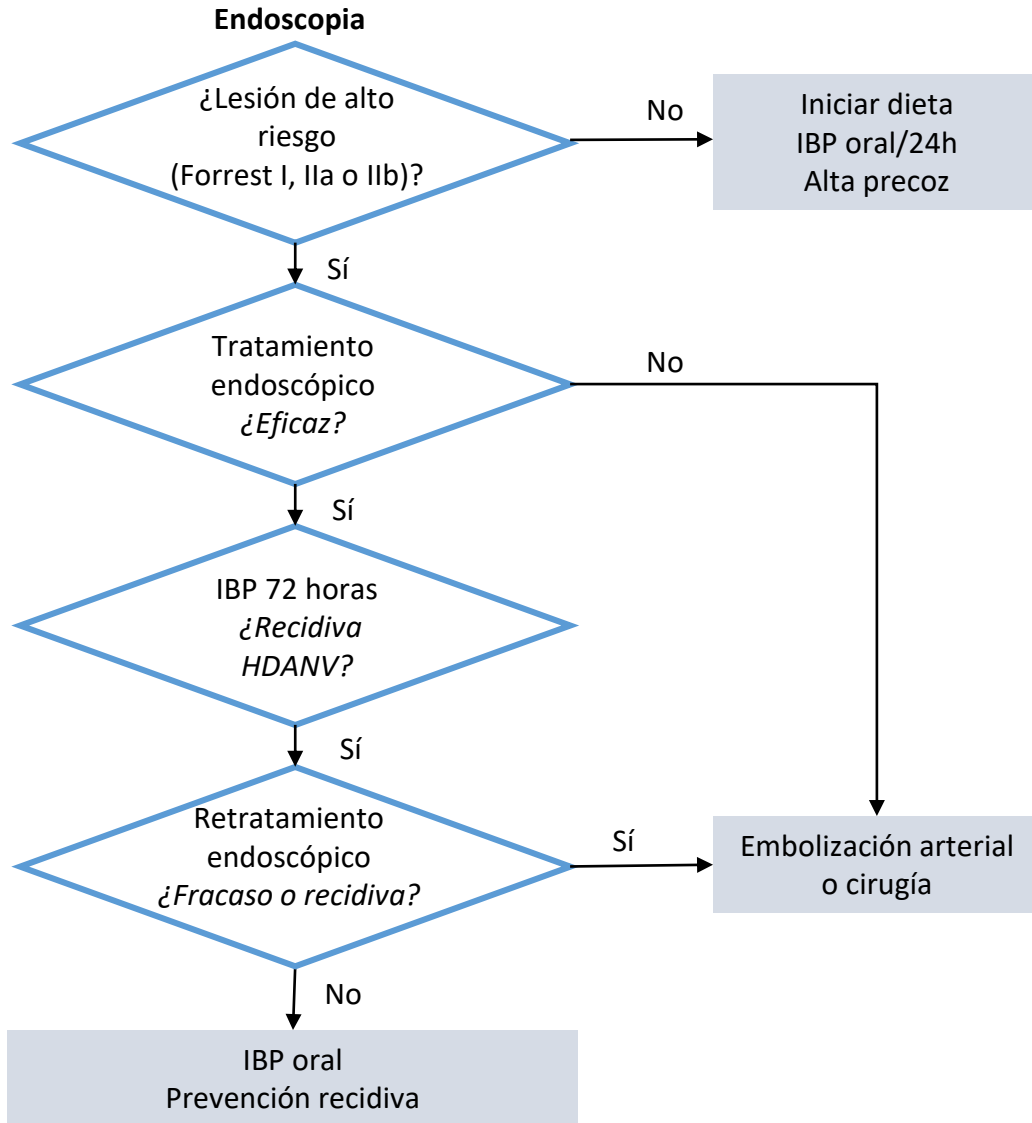 Endoscopia
¿Lesión de alto
riesgo
(Forrest I, IIa o IIb)?
No
Iniciar dieta
IBP oral/24h
Alta precoz
Sí
Tratamiento
endoscópico
¿Eficaz?
No
Sí
IBP 72 horas
¿Recidiva
HDANV?
Sí
Retratamiento
endoscópico
¿Fracaso o recidiva?
Sí
Embolización arterial
o cirugía
No
IBP oral
Prevención recidiva